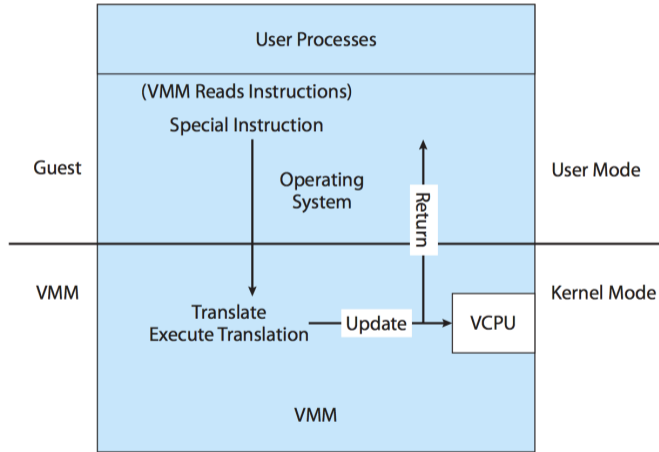 User Processes
(VMM Reads Instructions)
Special Instruction
Guest
Operating
System
User Mode
Return
VMM
Kernel Mode
Translate
Execute Translation
Update
VCPU
VMM